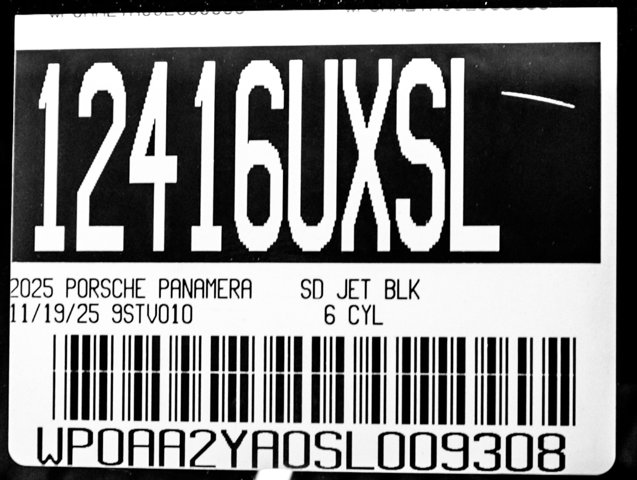 12416UXSL
2025 PORSCHE PANAMERA SD JET BLK
11/19/25 9STV010 6 CYL
WP0AA2YA0SL009308